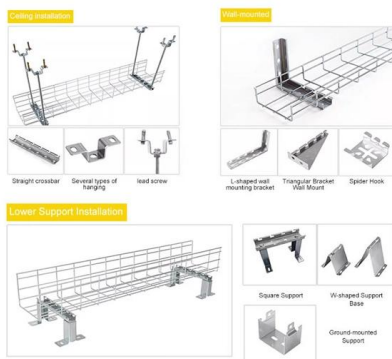 Ceiling installation
Wall-mounted
Straight crossbar
Several types of
hanging
lead screw
L-shaped wall
mounting bracket
Triangular Bracket
Wall Mount
Spider Hook
Lower Support Installation
Square Support
W-shaped Support
Base
Ground-mounted
Support